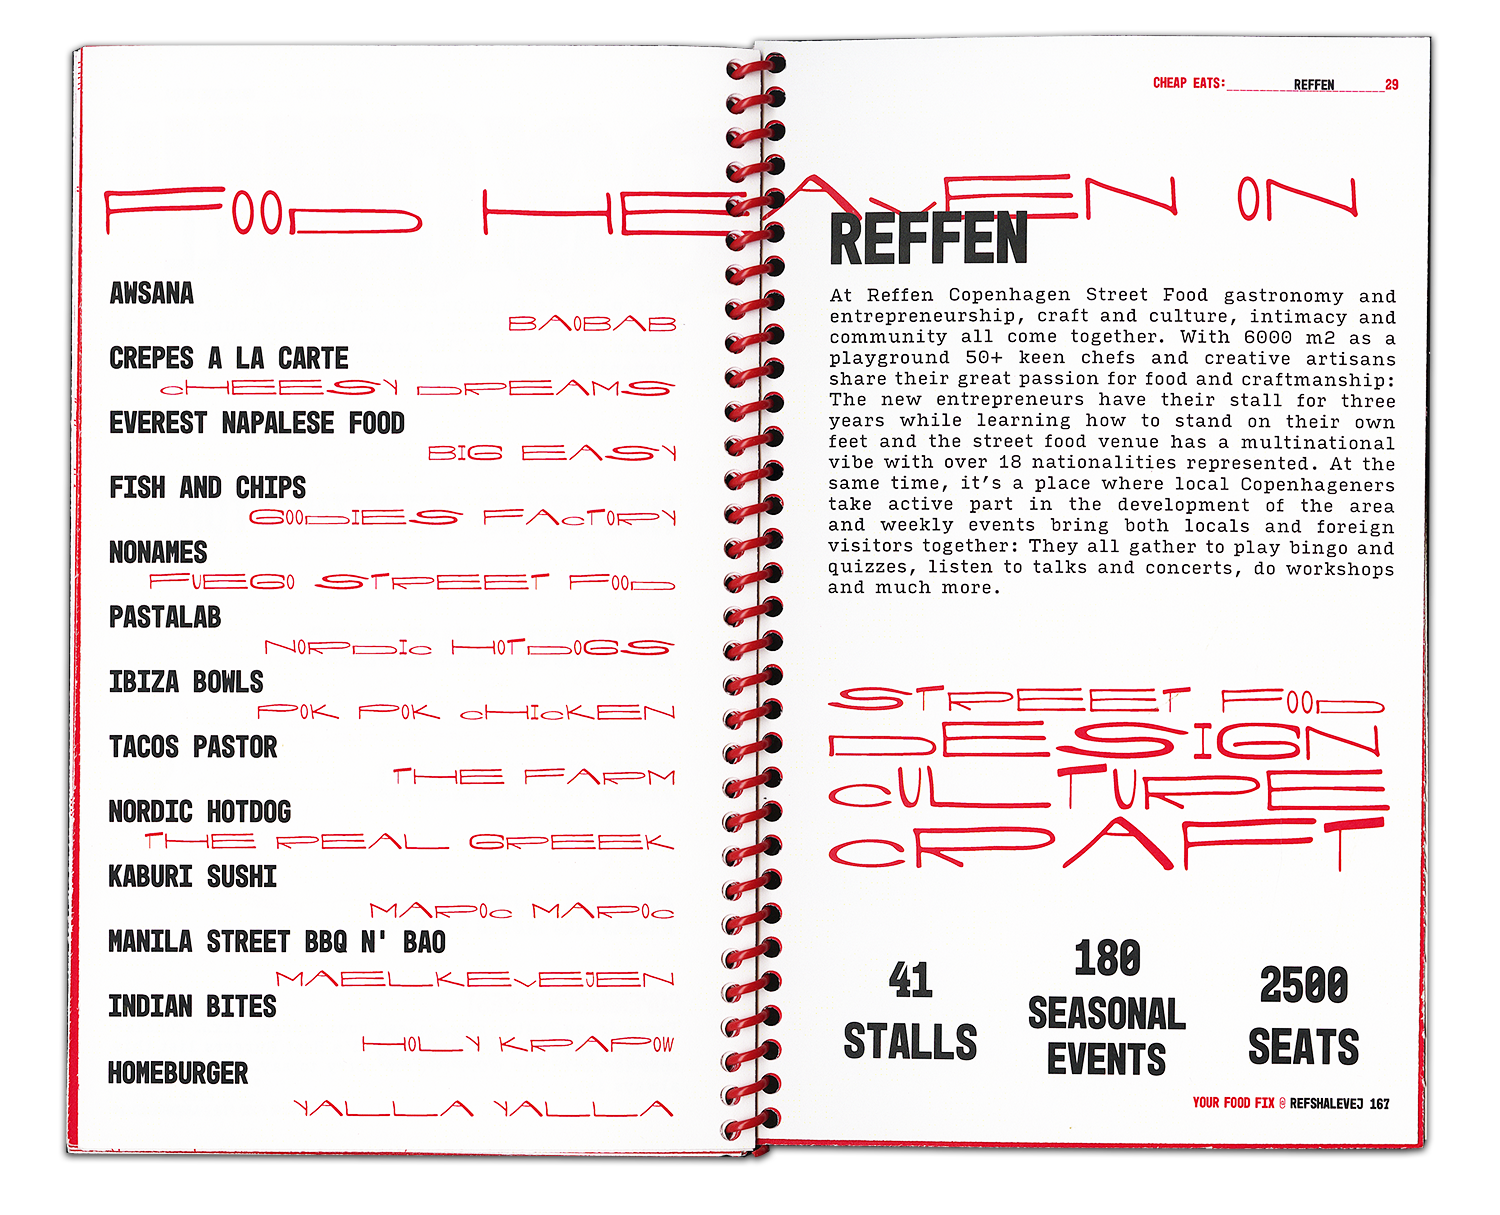 FOOD HEAVEN ON
AWSANA
BAOBAB
CREPES A LA CARTE
CHEESY DREAMS
EVEREST NAPALESE FOOD
BIG EASY
FISH AND CHIPS
GOODIES FACTORY
NONAMES
FUEGO STREET FOOD
PASTALAB
NORDIC HOTDOGS
IBIZA BOWLS
POK POK CHICKEN
TACOS PASTOR
THE FARM
NORDIC HOTDOG
THE REAL GREEK
KABURI SUSHI
MAROC MAROC
MANILA STREET BBQ N' BAO
MAELKEVEJEN
INDIAN BITES
HOLY KRAPOW
HOMEBURGER
YALLA YALLA
CHEAP EATS: REFFEN 29
REFFEN
At Reffen Copenhagen Street Food gastronomy and
entrepreneurship, craft and culture, intimacy and
community all come together. With 6000 m2 as a
playground 50+ keen chefs and creative artisans
share their great passion for food and craftmanship:
The new entrepreneurs have their stall for three
years while learning how to stand on their own
feet and the street food venue has a multinational
vibe with over 18 nationalities represented. At the
same time, it's a place where local Copenhageners
take active part in the development of the area
and weekly events bring both locals and foreign
visitors together: They all gather to play bingo and
quizzes, listen to talks and concerts, do workshops
and much more.
STREET FOOD
DESIGN
CULTURE
CRAFT
41
STALLS
180
SEASONAL
EVENTS
2500
SEATS
YOUR FOOD FIX @ REFSHALEVEJ 167